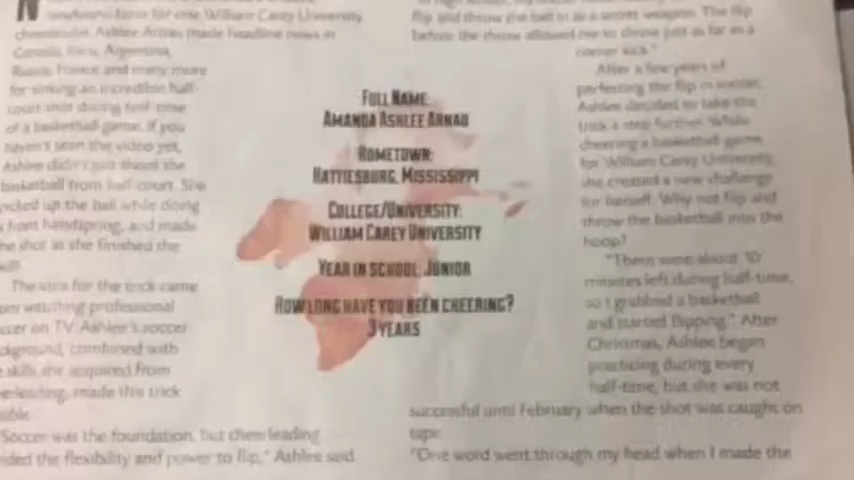 newfound fame for one William Carey University
cheerleader. Ashlee Arnau made headline news in
Canada, Peru, Argentina,
Russia, France and many more
for sinking an incredible half-
court shot during half-time
of a basketball game. If you
haven't seen the video yet,
Ashlee didn't just shoot the
basketball from half-court. She
picked up the ball while doing
front handspring, and made
the shot as she finished the
The idea for the trick came
watching professional
on TV. Ashlee's soccer
combined with
skills she acquired from
made this trick
"Soccer was the foundation, but cheerleading
the flexibility and power to flip," Ashlee said.
FULL NAME:
AMANDA ASHLEE ARNAU
HOMETOWN:
HATTIESBURG, MISSISSIPPI
COLLEGE/UNIVERSITY:
WILLIAM CAREY UNIVERSITY
YEAR IN SCHOOL: JUNIOR
HOW LONG HAVE YOU BEEN CHEERING?
3 YEARS
flip and throw the ball in as a secret weapon. The flip
before the throw allowed me to throw just as far as a
corner kick."
After a few years of
perfecting the flip in soccer,
Ashlee decided to take the
trick a step further. While
cheering a basketball game
for William Carey University,
she created a new challenge
for herself. Why not flip and
throw the basketball into the
hoop?
"There were about 10
minutes left during half-time,
so I grabbed a basketball
and started flipping." After
Christmas, Ashlee began
practicing during every
half-time, but she was not
successful until February when the shot was caught on
tape.
"One word went through my head when I made the